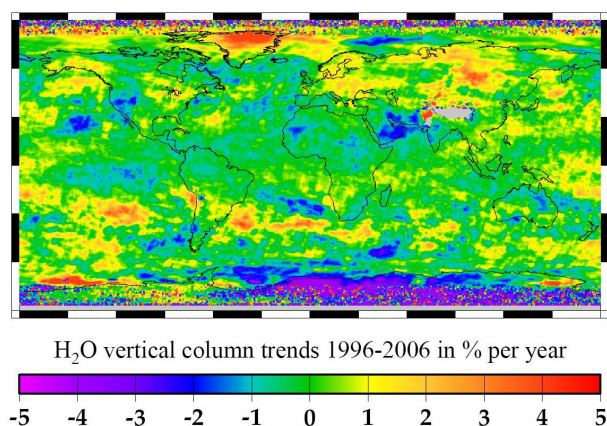 H₂O vertical column trends 1996-2006 in % per year
-5 -4 -3 -2 -1 0 1 2 3 4 5